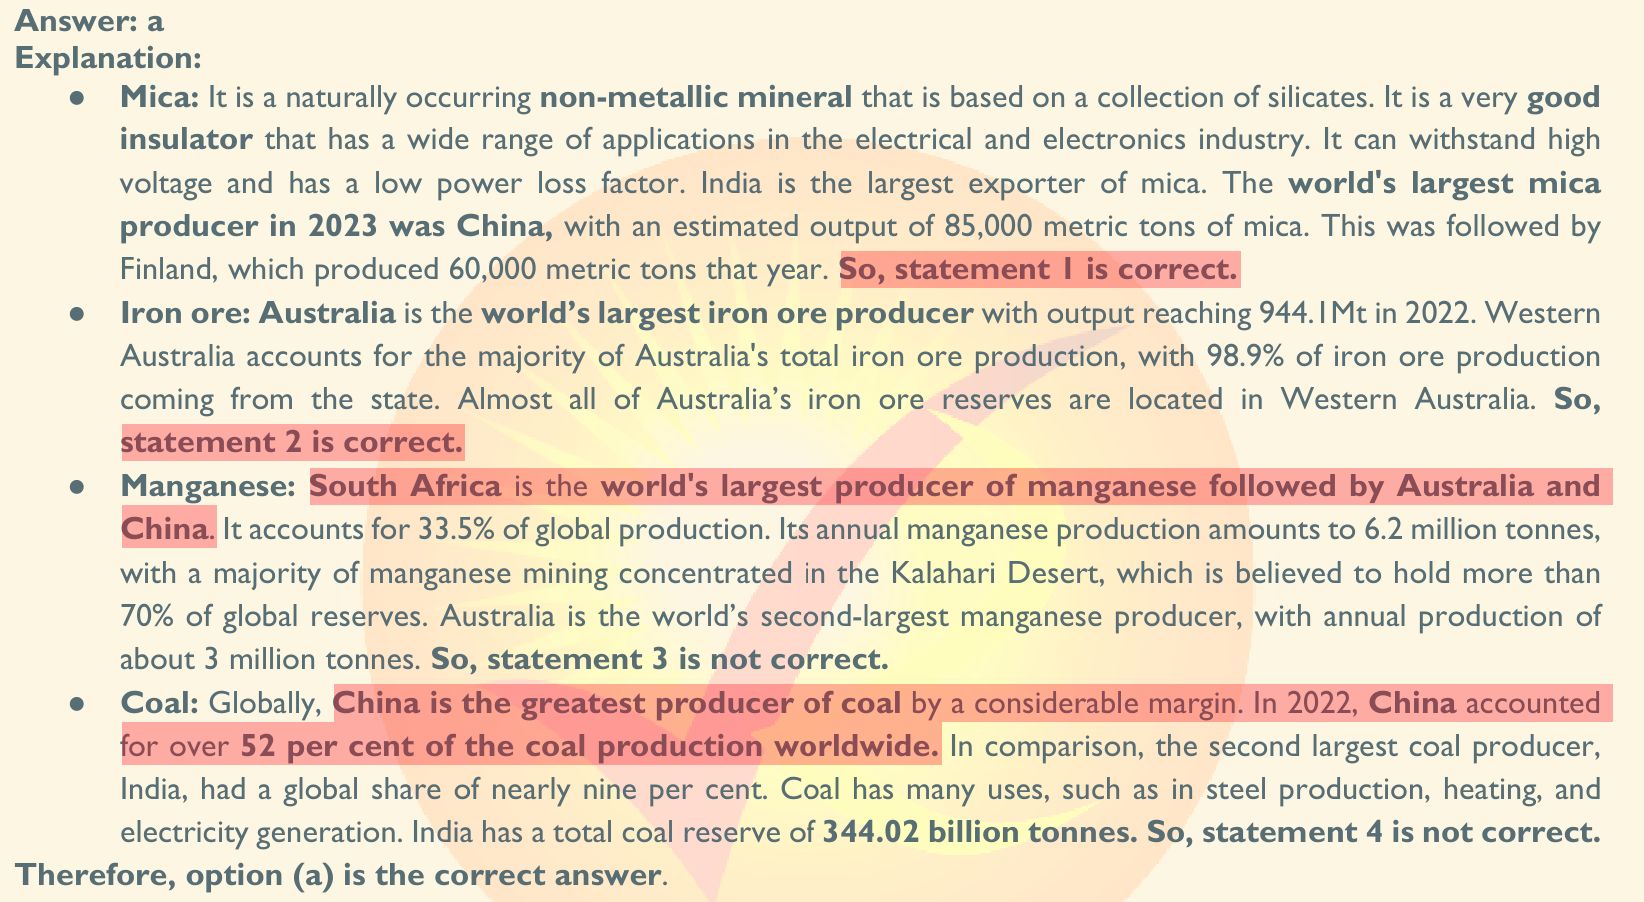 Answer: a
Explanation:
● Mica: It is a naturally occurring non-metallic mineral that is based on a collection of silicates. It is a very good
insulator that has a wide range of applications in the electrical and electronics industry. It can withstand high
voltage and has a low power loss factor. India is the largest exporter of mica. The world's largest mica
producer in 2023 was China, with an estimated output of 85,000 metric tons of mica. This was followed by
Finland, which produced 60,000 metric tons that year. So, statement 1 is correct.
● Iron ore: Australia is the world’s largest iron ore producer with output reaching 944.1Mt in 2022. Western
Australia accounts for the majority of Australia's total iron ore production, with 98.9% of iron ore production
coming from the state. Almost all of Australia’s iron ore reserves are located in Western Australia. So,
statement 2 is correct.
● Manganese: South Africa is the world's largest producer of manganese followed by Australia and
China. It accounts for 33.5% of global production. Its annual manganese production amounts to 6.2 million tonnes,
with a majority of manganese mining concentrated in the Kalahari Desert, which is believed to hold more than
70% of global reserves. Australia is the world’s second-largest manganese producer, with annual production of
about 3 million tonnes. So, statement 3 is not correct.
● Coal: Globally, China is the greatest producer of coal by a considerable margin. In 2022, China accounted
for over 52 per cent of the coal production worldwide. In comparison, the second largest coal producer,
India, had a global share of nearly nine per cent. Coal has many uses, such as in steel production, heating, and
electricity generation. India has a total coal reserve of 344.02 billion tonnes. So, statement 4 is not correct.
Therefore, option (a) is the correct answer.